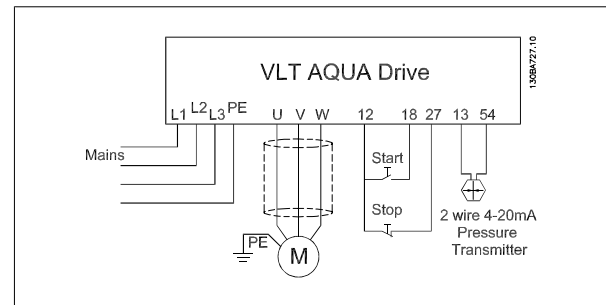 VLT AQUA Drive
130BA727.10
L1 L2 L3 PE U V W 12 18 27 13 54
Mains
Start
Stop
2 wire 4-20mA
Pressure
Transmitter
PE
M